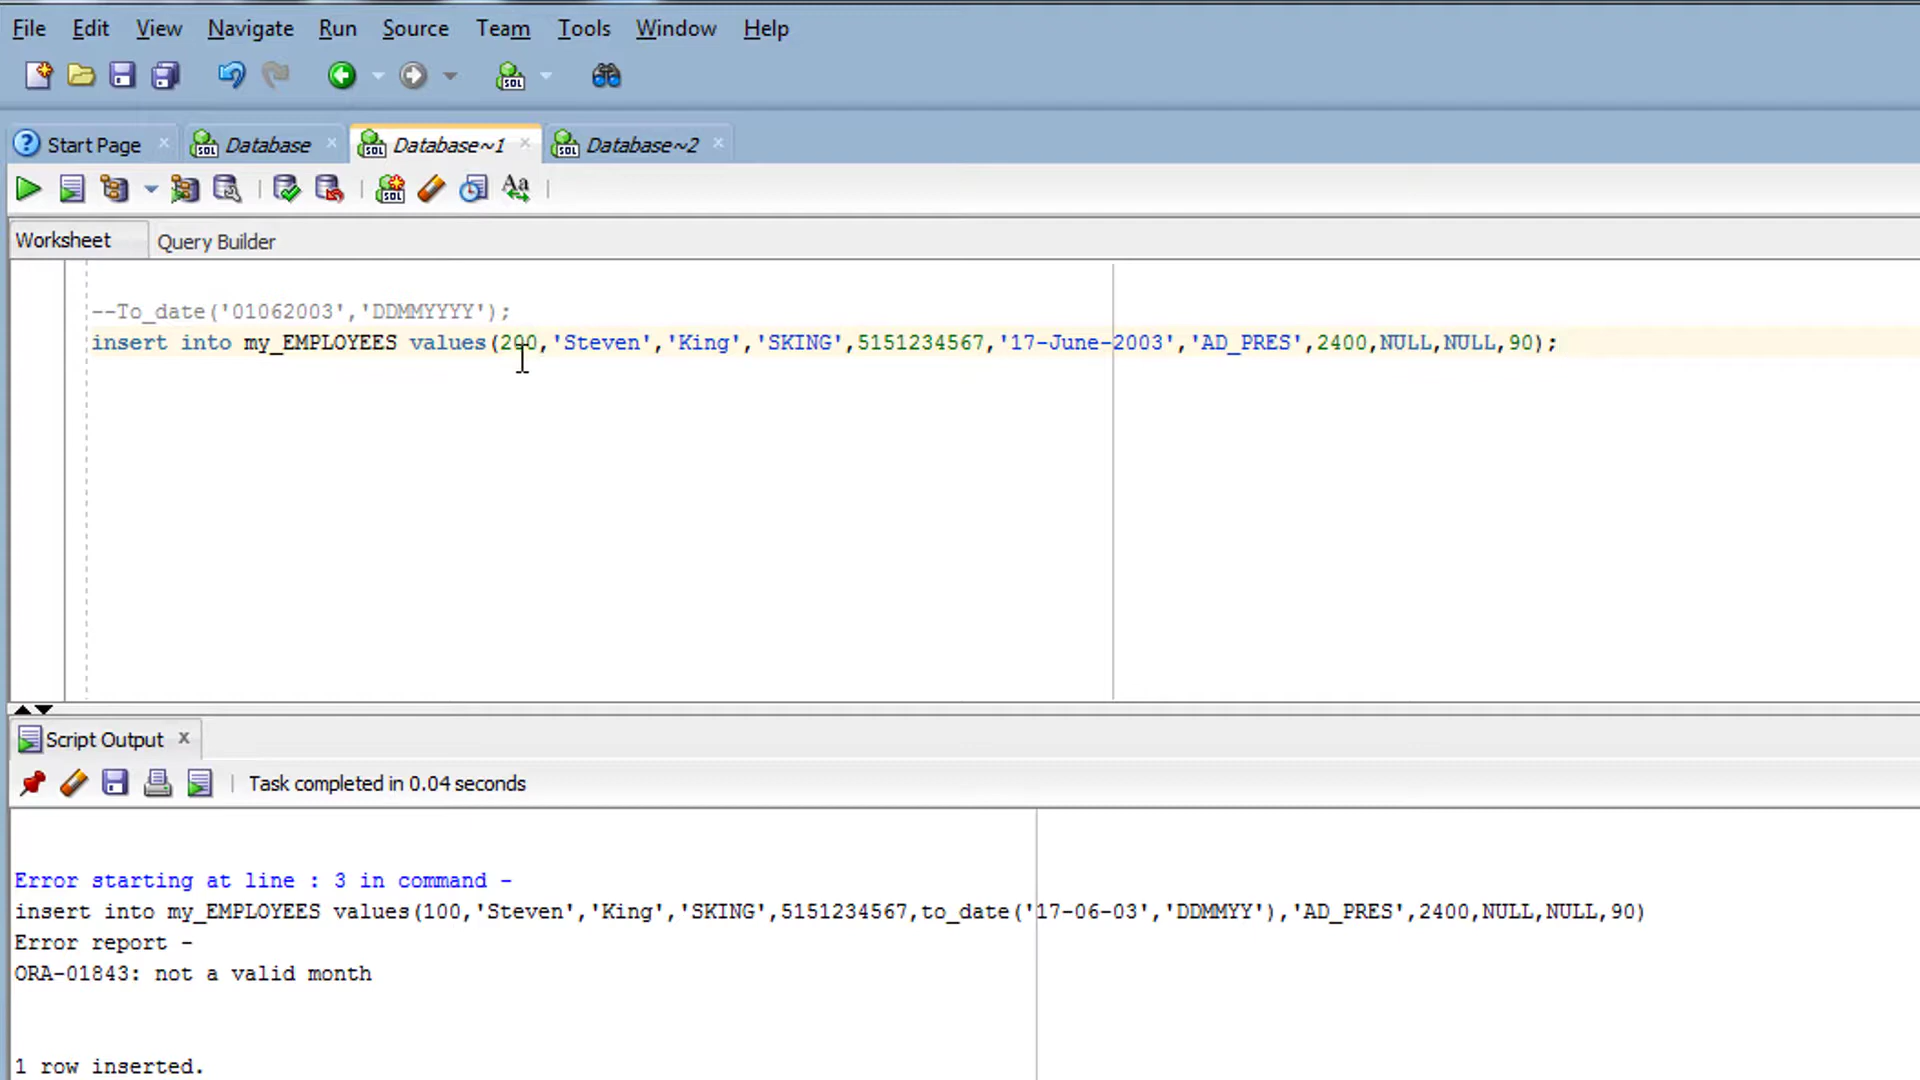 File Edit View Navigate Run Source Team Tools Window Help
Start Page Database Database~1 Database~2
Worksheet Query Builder
--To_date('01062003','DDMMYYYY');
insert into my_EMPLOYEES values(200,'Steven','King','SKING',5151234567,'17-June-2003','AD_PRES',2400,NULL,NULL,90);
Script Output
Task completed in 0.04 seconds
Error starting at line : 3 in command -
insert into my_EMPLOYEES values(100,'Steven','King','SKING',5151234567,to_date('17-06-03','DDMMYY'),'AD_PRES',2400,NULL,NULL,90)
Error report -
ORA-01843: not a valid month
1 row inserted.